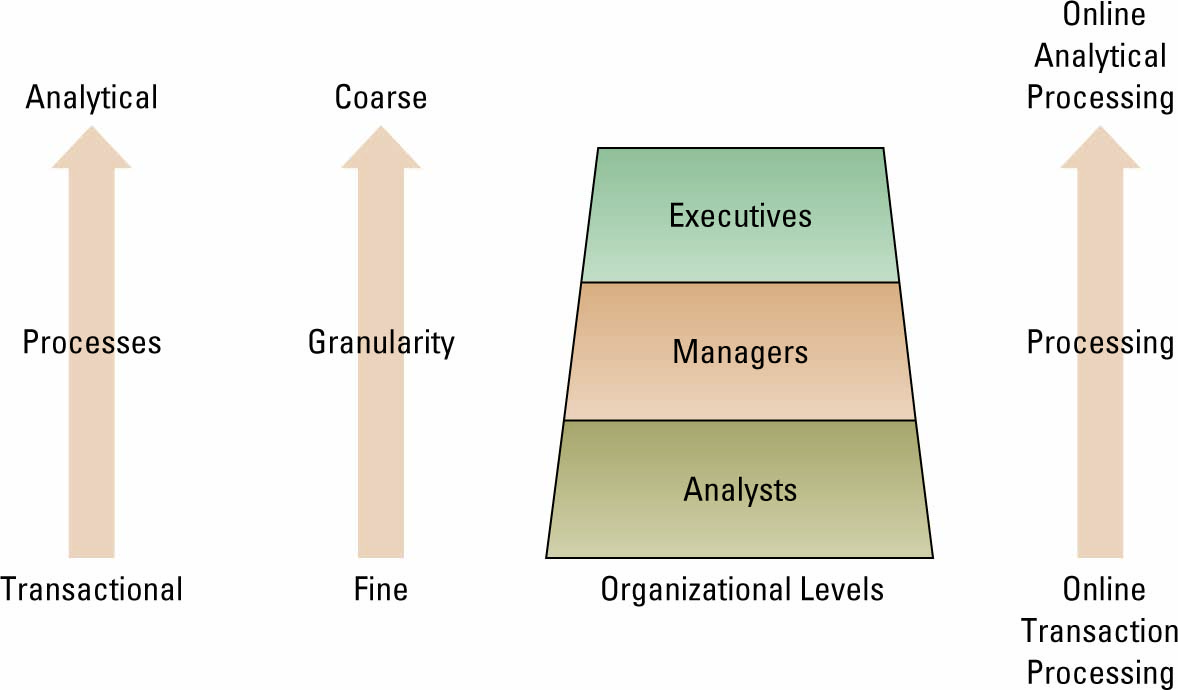 Online
Analytical
Processing
Analytical
Coarse
Executives
Processes
Granularity
Managers
Processing
Analysts
Transactional
Fine
Organizational Levels
Online
Transaction
Processing